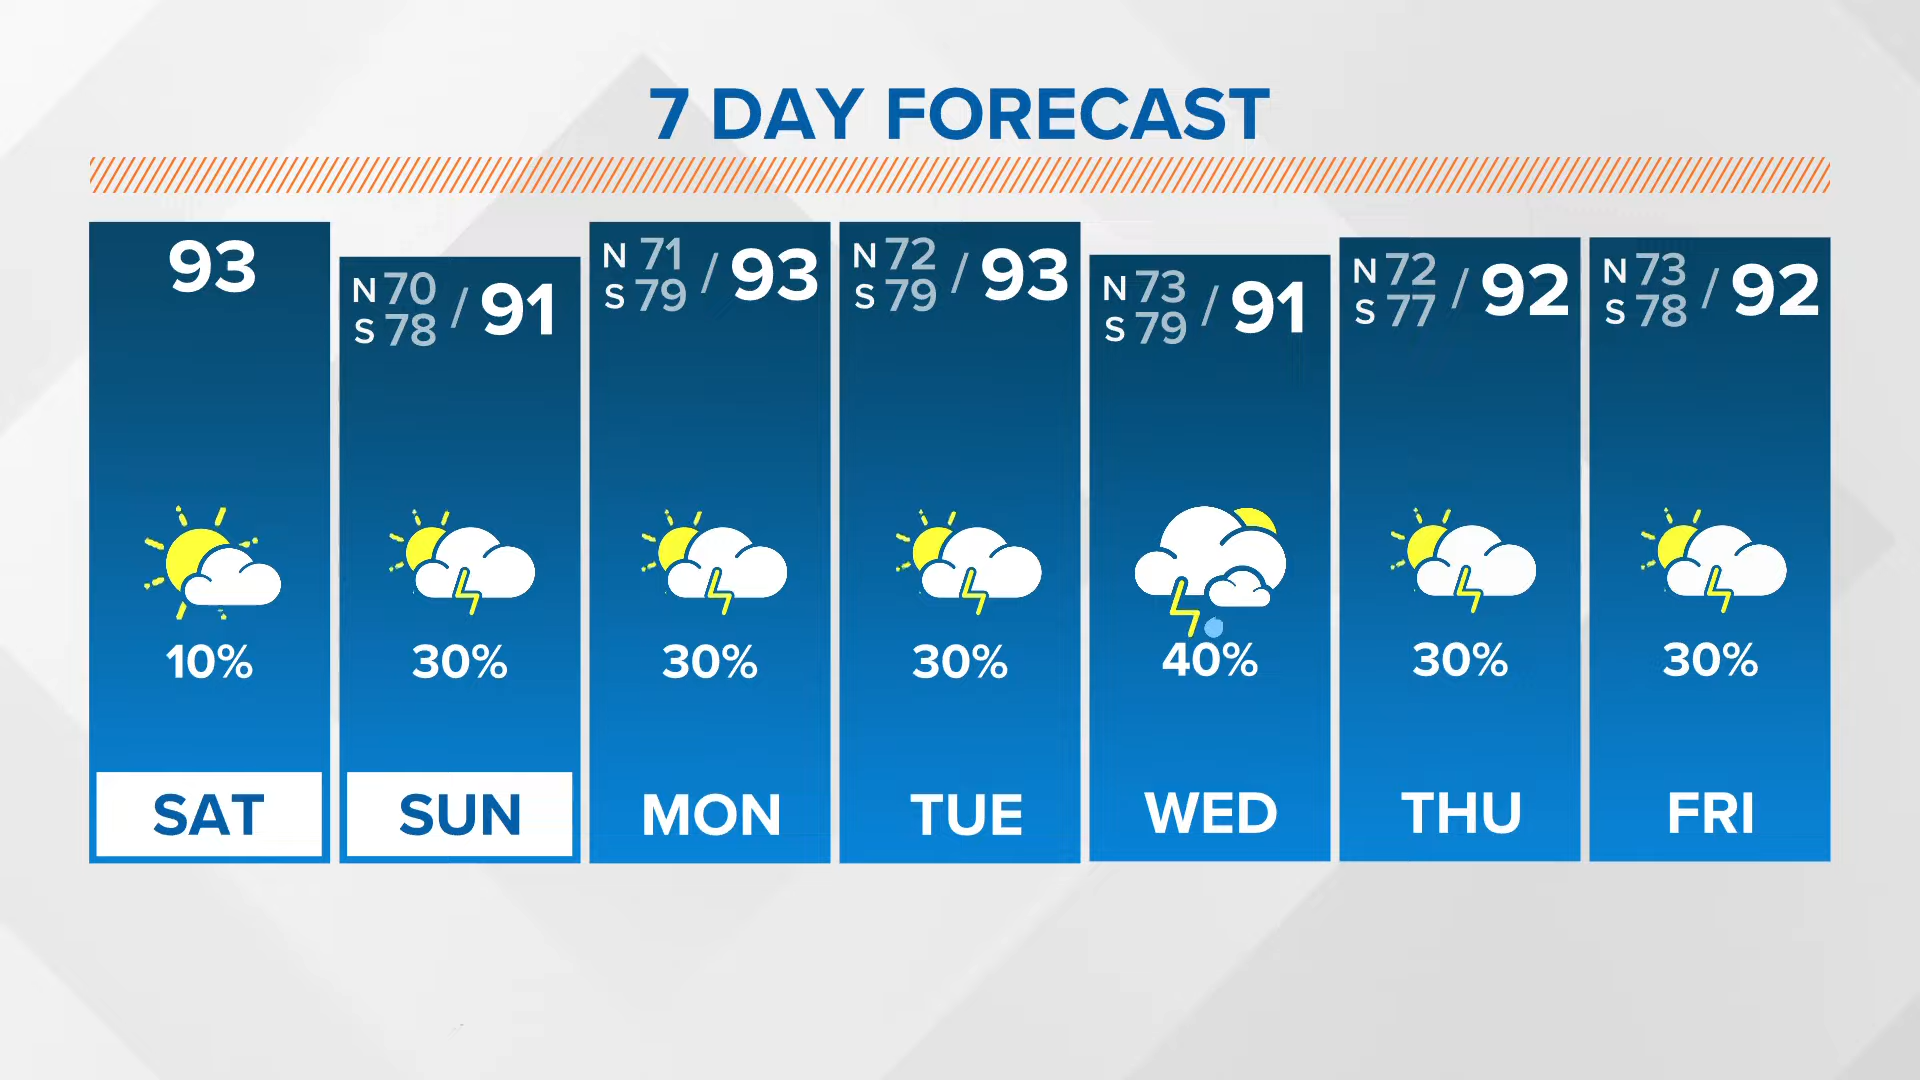 7 DAY FORECAST
93
10%
SAT
N 70
S 78
/ 91
30%
SUN
N 71
S 79
/ 93
30%
MON
N 72
S 79
/ 93
30%
TUE
N 73
S 79
/ 91
40%
WED
N 72
S 77
/ 92
30%
THU
N 73
S 78
/ 92
30%
FRI